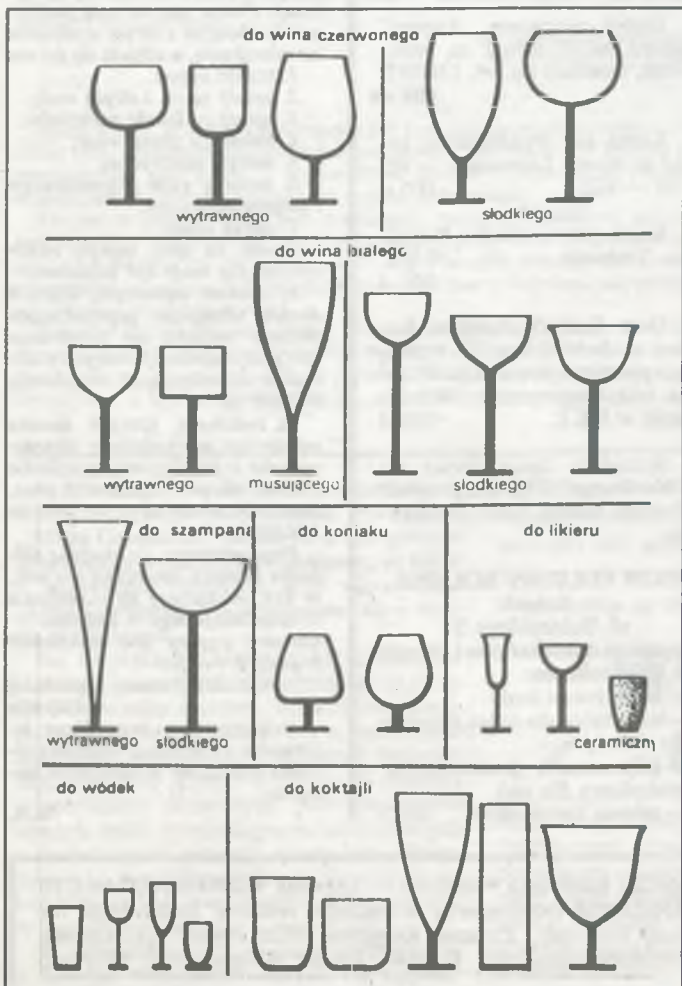 do wina czerwonego
wytrawnego
słodkiego
do wina białego
wytrawnego
musującego
słodkiego
do szampana
do koniaku
do likieru
wytrawnego
słodkiego
ceramiczny
do wódek
do koktajli